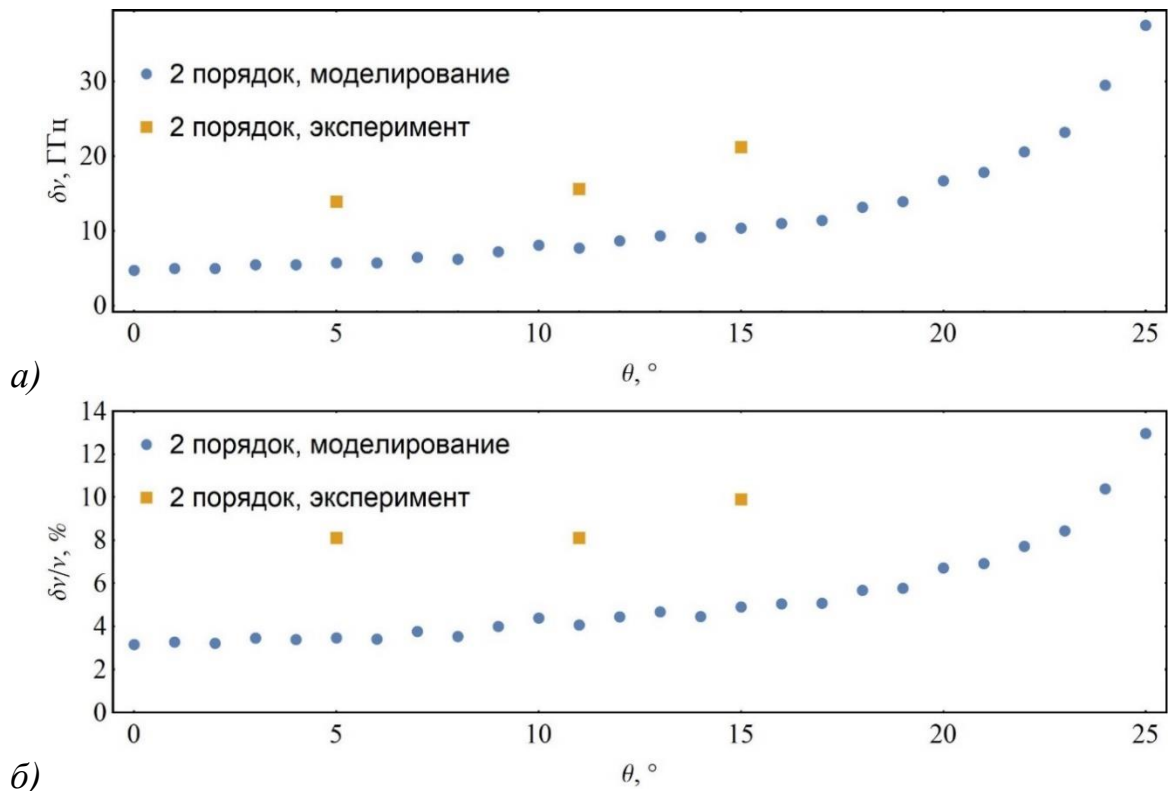 2 порядок, моделирование
2 порядок, эксперимент
δν, ГГц
30
20
10
0
0 5 10 15 20 25
θ, °
а)
2 порядок, моделирование
2 порядок, эксперимент
δν/ν, %
14
12
10
8
6
4
2
0
0 5 10 15 20 25
θ, °
б)